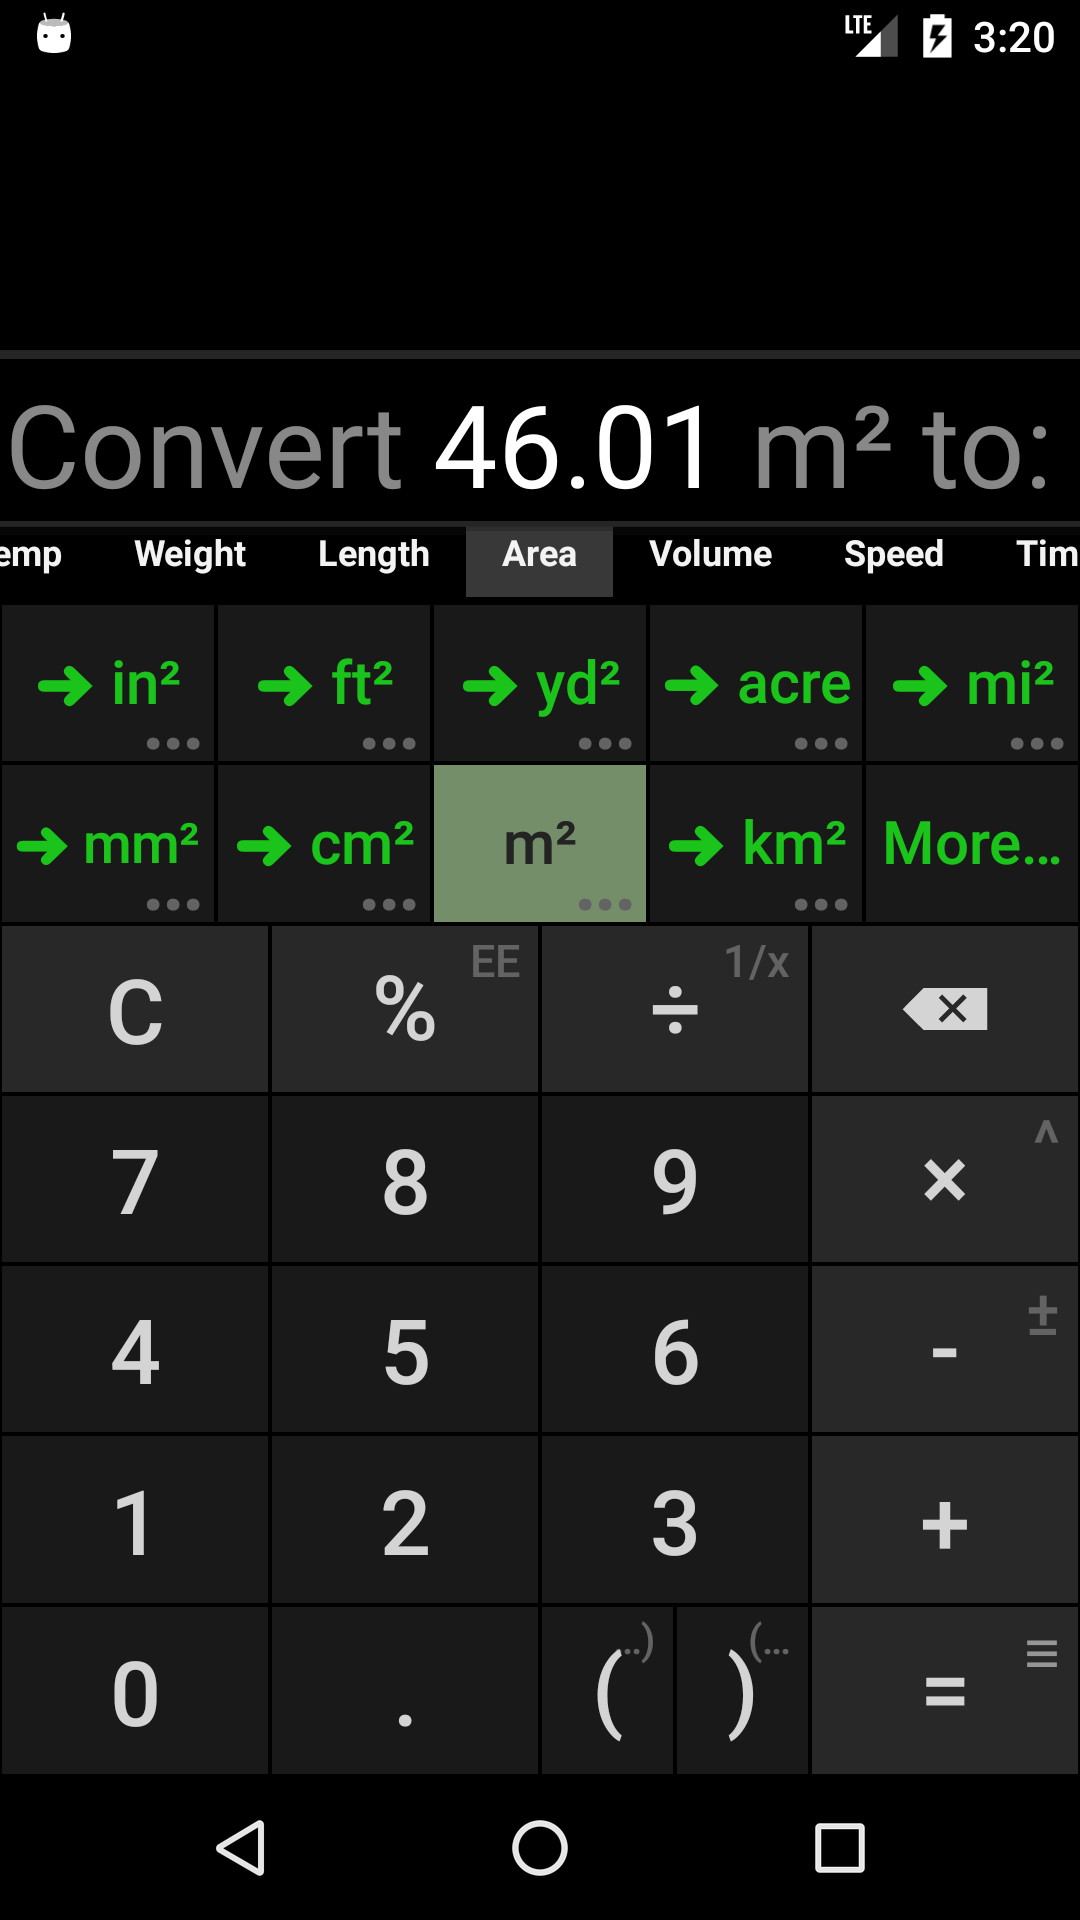 LTE 3:20
Convert 46.01 m² to:
emp Weight Length Area Volume Speed Tim
in² ft² yd² acre mi²
mm² cm² m² km² More...
C % EE ÷ 1/x
7 8 9 × ^
4 5 6 - ±
1 2 3 +
0 . ( ..) ) (... =